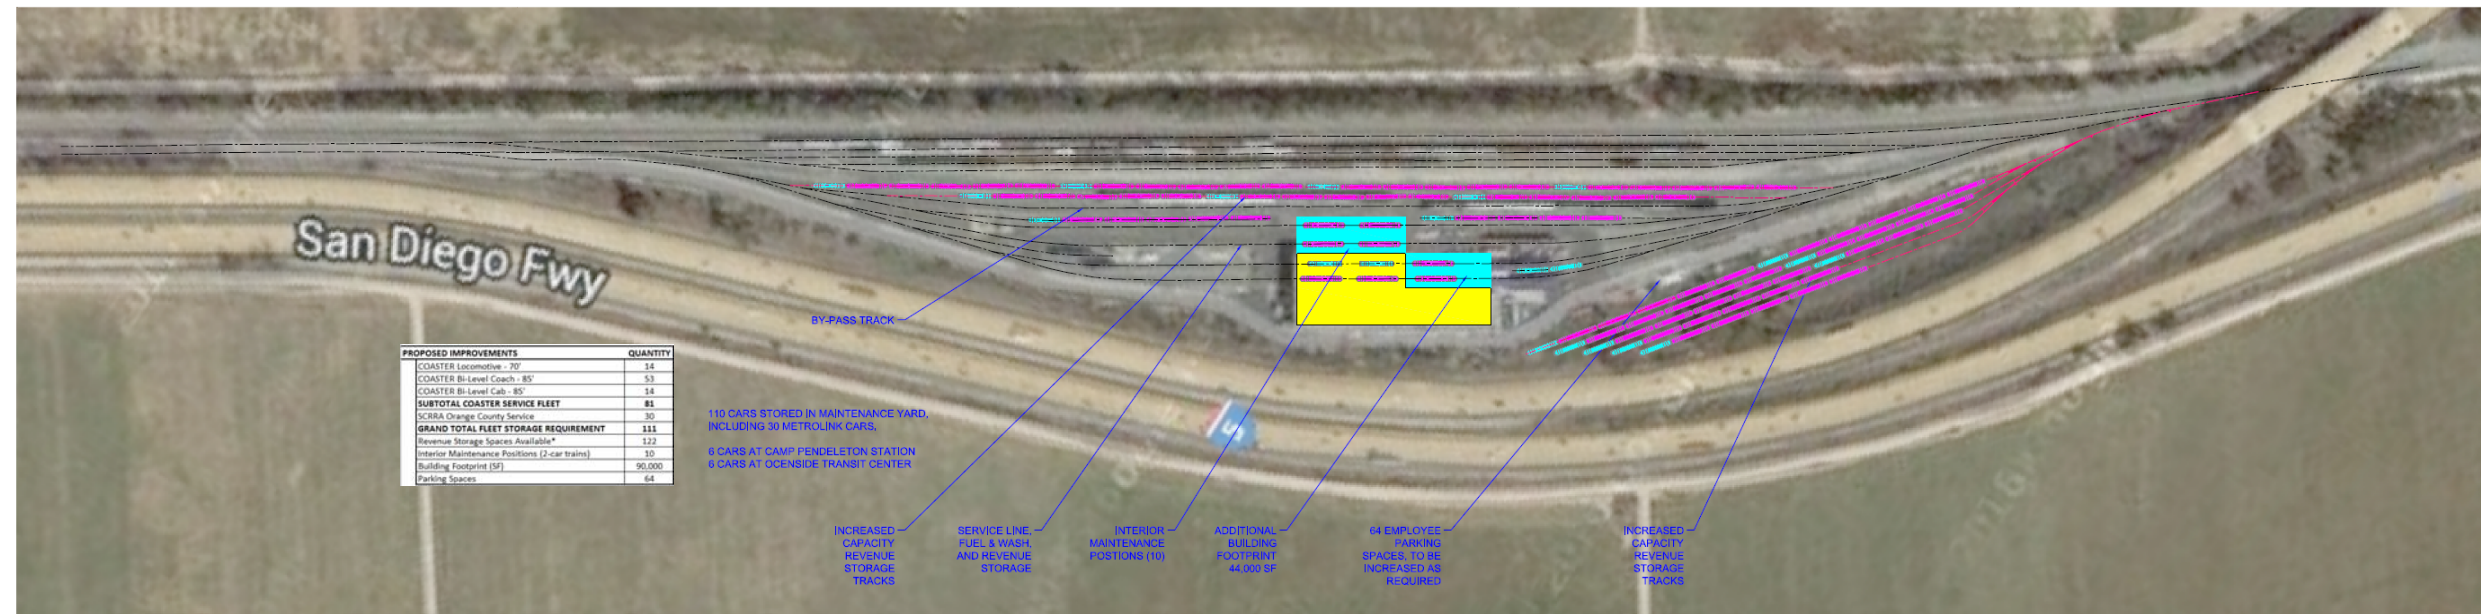 San Diego Fwy
BY-PASS TRACK
PROPOSED IMPROVEMENTS QUANTITY
COASTER Locomotive - 70' 14
COASTER Bi-Level Coach - 85' 53
COASTER Bi-Level Cab - 85' 14
SUBTOTAL COASTER SERVICE FLEET 81
SCRRA Orange County Service 30
GRAND TOTAL FLEET STORAGE REQUIREMENT 111
Revenue Storage Spaces Available* 122
Interior Maintenance Positions (2-car trains) 10
Building Footprint (SF) 90,000
Parking Spaces 64
110 CARS STORED IN MAINTENANCE YARD,
INCLUDING 30 METROLINK CARS,
6 CARS AT CAMP PENDELETON STATION
6 CARS AT OCENSIDE TRANSIT CENTER
5
INCREASED
CAPACITY
REVENUE
STORAGE
TRACKS
SERVICE LINE,
FUEL & WASH,
AND REVENUE
STORAGE
INTERIOR
MAINTENANCE
POSTIONS (10)
ADDITIONAL
BUILDING
FOOTPRINT
44,000 SF
64 EMPLOYEE
PARKING
SPACES, TO BE
INCREASED AS
REQUIRED
INCREASED
CAPACITY
REVENUE
STORAGE
TRACKS